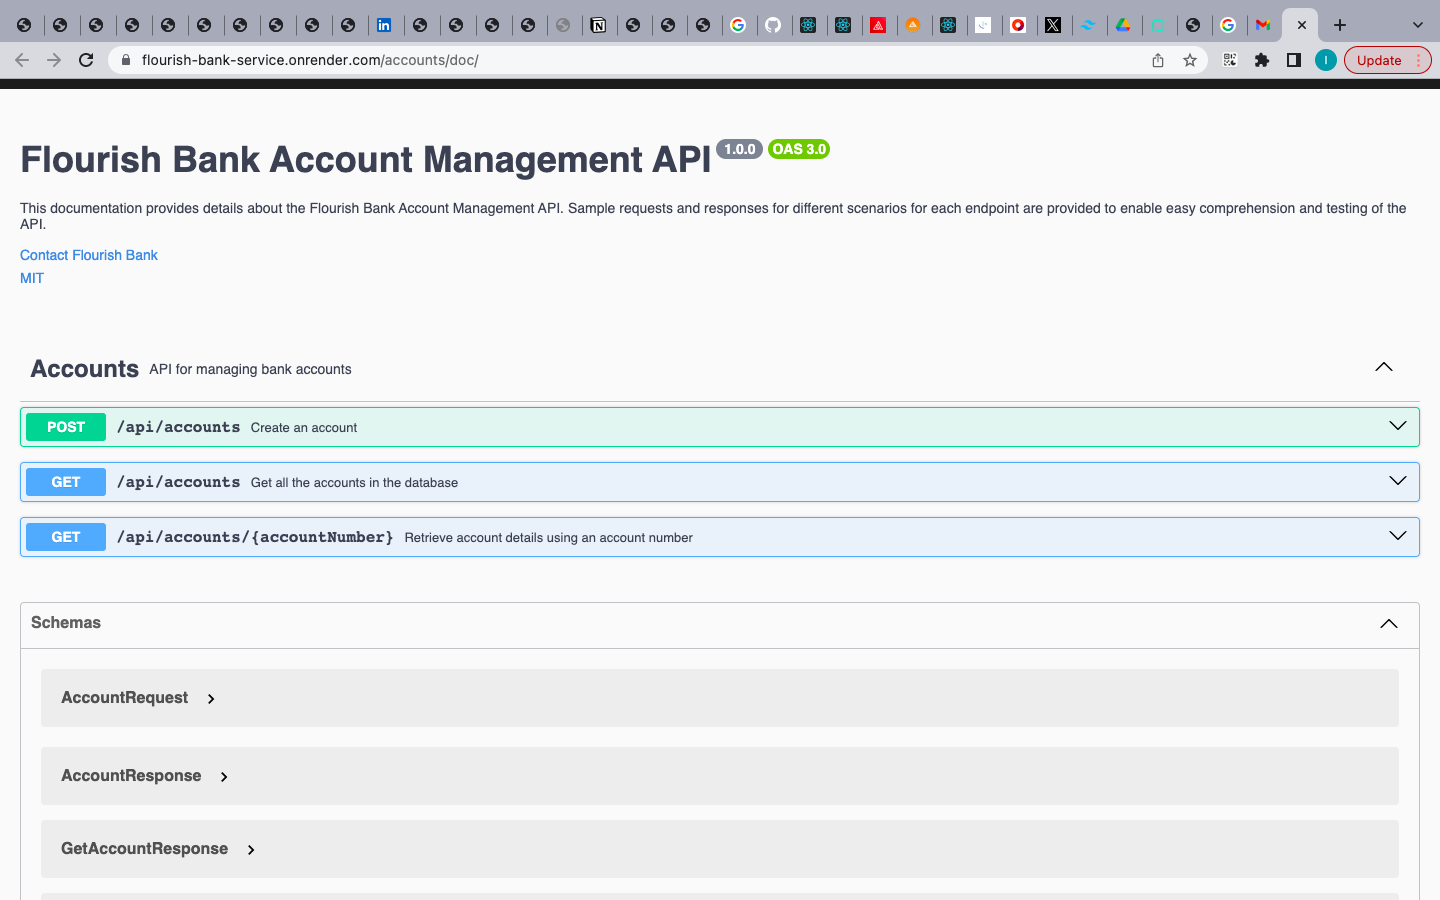 flourish-bank-service.onrender.com/accounts/doc/
I
Update
Flourish Bank Account Management API 1.0.0 OAS 3.0
This documentation provides details about the Flourish Bank Account Management API. Sample requests and responses for different scenarios for each endpoint are provided to enable easy comprehension and testing of the
API.
Contact Flourish Bank
MIT
Accounts API for managing bank accounts
POST /api/accounts Create an account
GET /api/accounts Get all the accounts in the database
GET /api/accounts/{accountNumber} Retrieve account details using an account number
Schemas
AccountRequest
AccountResponse
GetAccountResponse